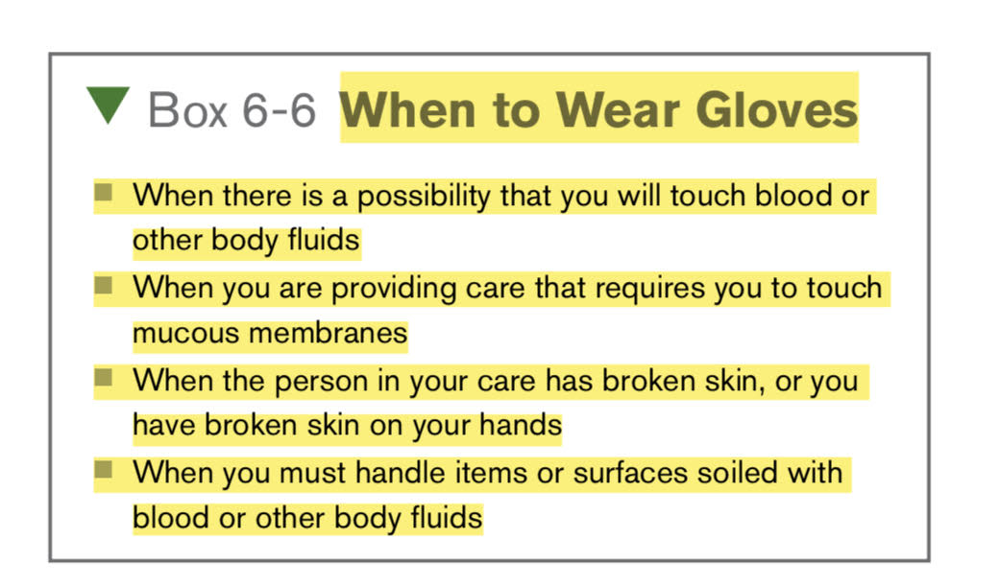 Box 6-6 When to Wear Gloves
When there is a possibility that you will touch blood or
other body fluids
When you are providing care that requires you to touch
mucous membranes
When the person in your care has broken skin, or you
have broken skin on your hands
When you must handle items or surfaces soiled with
blood or other body fluids